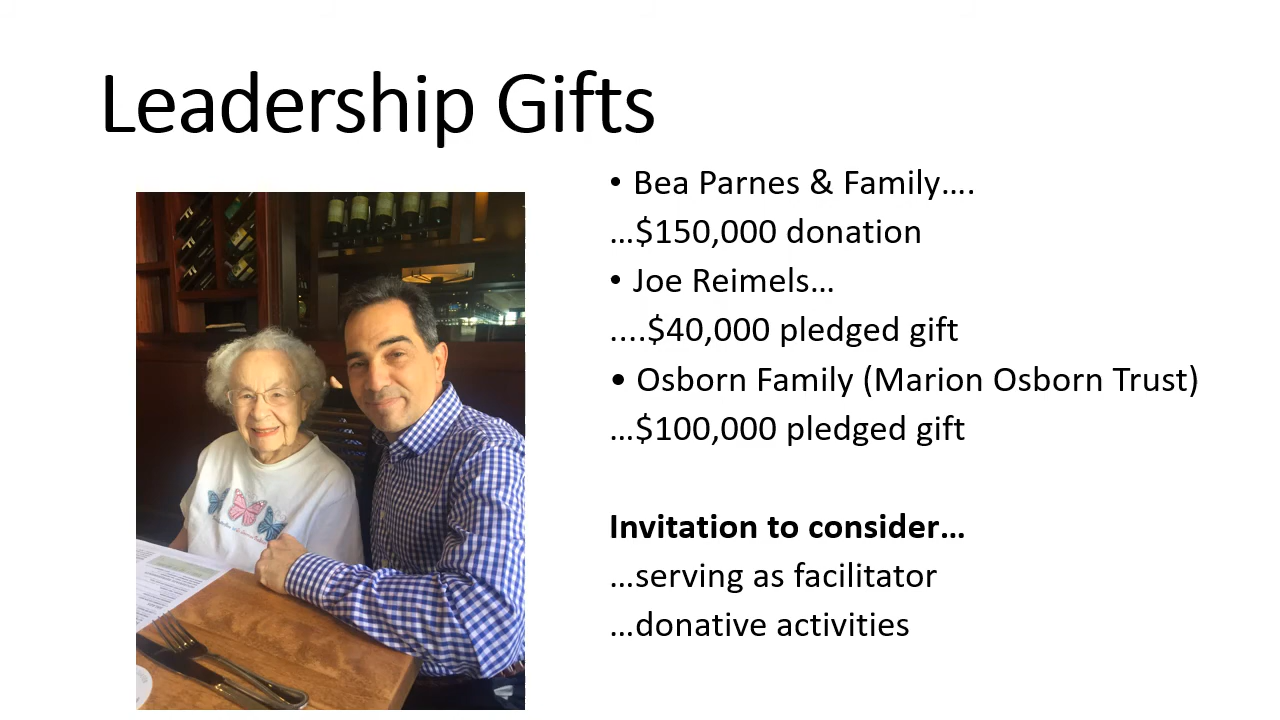 Leadership Gifts
• Bea Parnes & Family….
…$150,000 donation
• Joe Reimels…
....$40,000 pledged gift
• Osborn Family (Marion Osborn Trust)
…$100,000 pledged gift
Invitation to consider…
…serving as facilitator
…donative activities